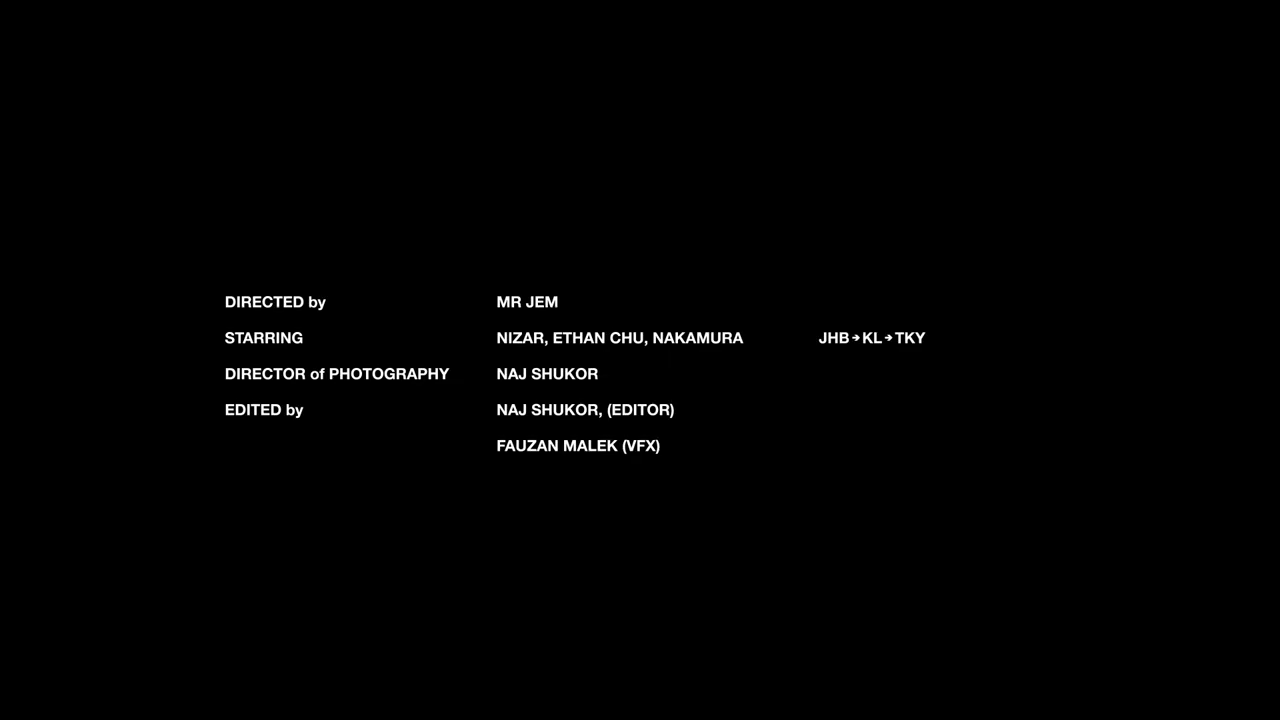 DIRECTED by MR JEM
STARRING NIZAR, ETHAN CHU, NAKAMURA JHB➔KL➔TKY
DIRECTOR of PHOTOGRAPHY NAJ SHUKOR
EDITED by NAJ SHUKOR, (EDITOR)
FAUZAN MALEK (VFX)